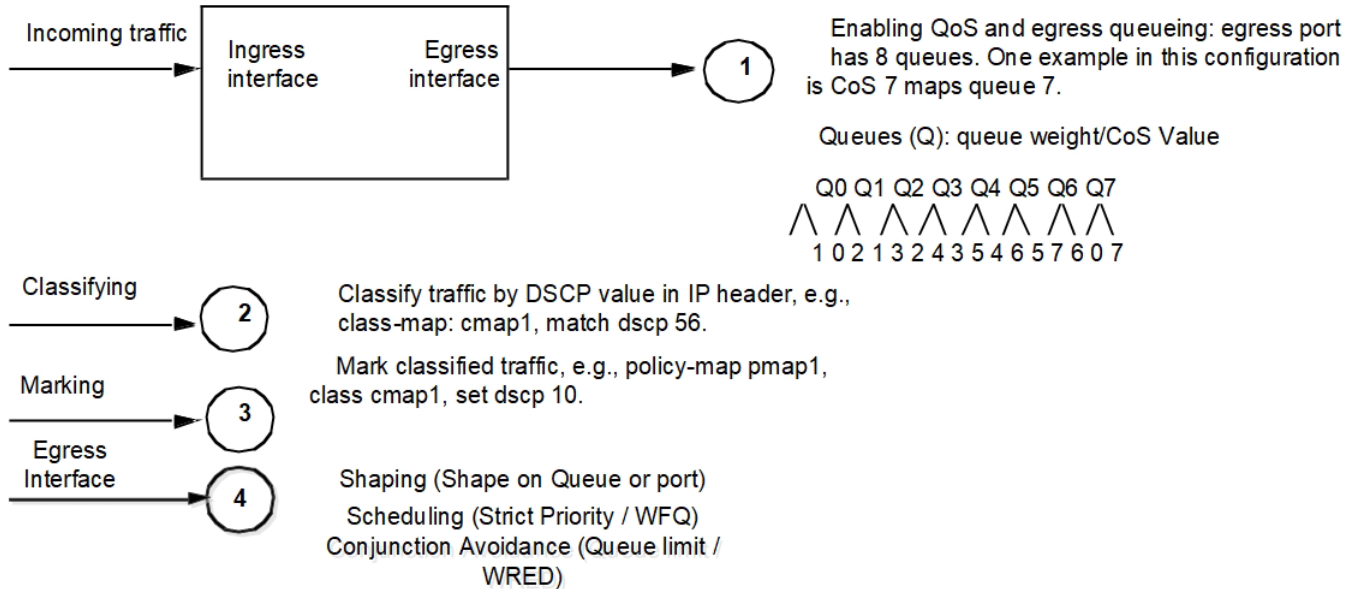 Incoming traffic
Ingress
interface
Egress
interface
1
Enabling QoS and egress queueing: egress port
has 8 queues. One example in this configuration
is CoS 7 maps queue 7.
Queues (Q): queue weight/CoS Value
Q0 Q1 Q2 Q3 Q4 Q5 Q6 Q7
1 0 2 1 3 2 4 3 5 4 6 5 7 6 0 7
Classifying
2
Classify traffic by DSCP value in IP header, e.g.,
class-map: cmap1, match dscp 56.
Marking
3
Mark classified traffic, e.g., policy-map pmap1,
class cmap1, set dscp 10.
Egress
Interface
4
Shaping (Shape on Queue or port)
Scheduling (Strict Priority / WFQ)
Conjunction Avoidance (Queue limit /
WRED)